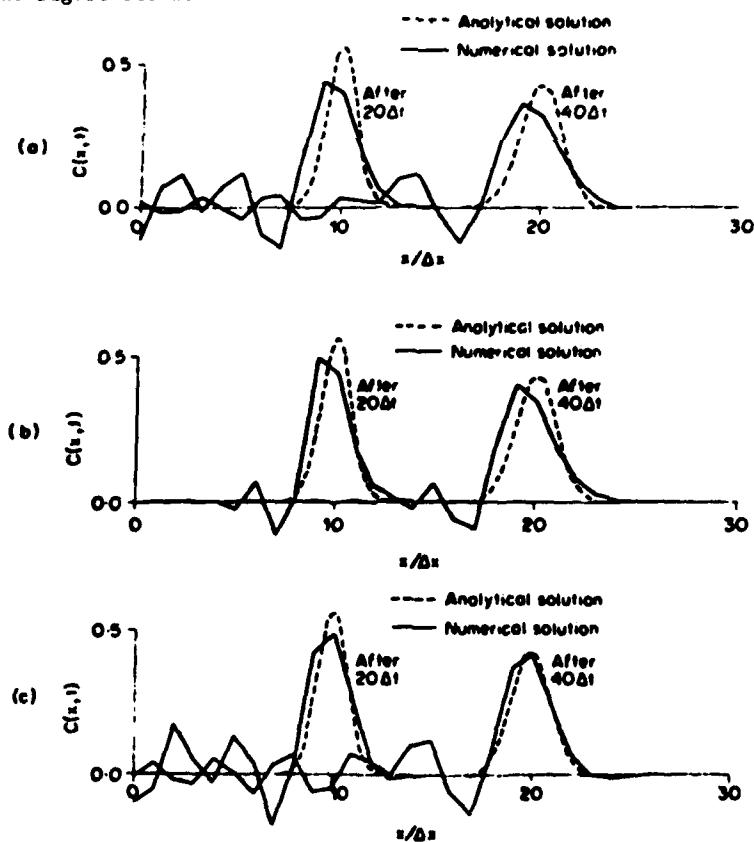 ---- Analytical solution
— Numerical solution
(a)
C(x,t)
0·5
0·0
After
20Δt
After
40Δt
0
10
20
30
x/Δx
---- Analytical solution
— Numerical solution
(b)
C(x,t)
0·5
0·0
After
20Δt
After
40Δt
0
10
20
30
x/Δx
---- Analytical solution
— Numerical solution
(c)
C(x,t)
0·5
0·0
After
20Δt
After
40Δt
0
10
20
30
x/Δx